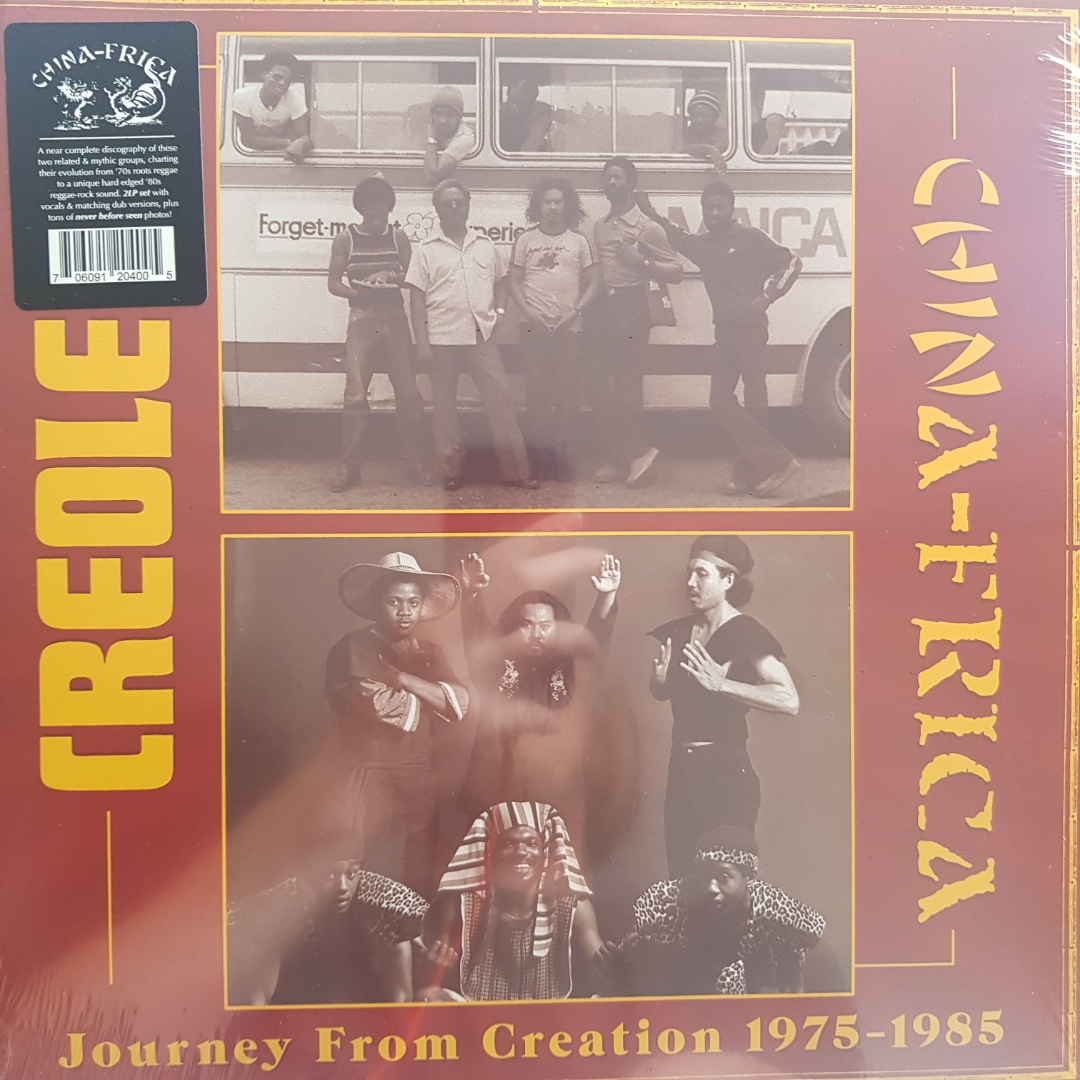 CHINA-FRICA
A near complete discography of these
two related & mythic groups, charting
their evolution from '70s roots reggae
to a unique hard edged '80s
reggae-rock sound. 2LP set with
vocals & matching dub versions, plus
tons of never before seen photos!
7 06091 20400 5
CREOLE
Forget-m
perie
JAMAICA
CHINA-FRICA
Journey From Creation 1975-1985